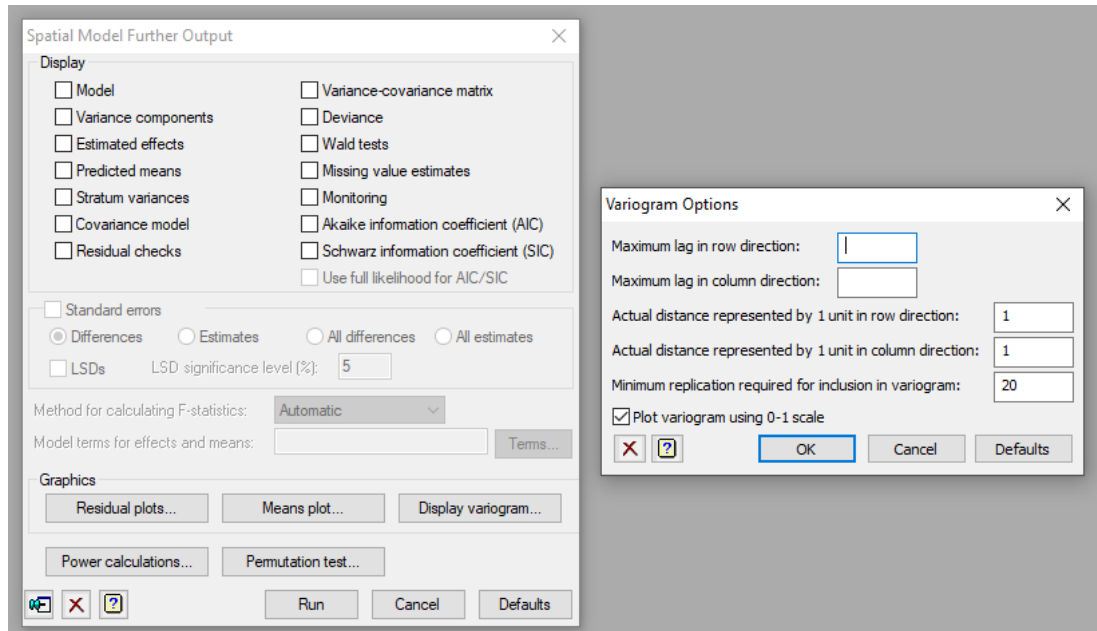 Spatial Model Further Output
Display
Model
Variance-covariance matrix
Variance components
Deviance
Estimated effects
Wald tests
Predicted means
Missing value estimates
Stratum variances
Monitoring
Covariance model
Akaike information coefficient (AIC)
Residual checks
Schwarz information coefficient (SIC)
Use full likelihood for AIC/SIC
Standard errors
Differences Estimates All differences All estimates
LSDs LSD significance level (%): 5
Method for calculating F-statistics: Automatic
Model terms for effects and means: Terms...
Graphics
Residual plots... Means plot... Display variogram...
Power calculations... Permutation test...
Run Cancel Defaults
Variogram Options
Maximum lag in row direction:
Maximum lag in column direction:
Actual distance represented by 1 unit in row direction: 1
Actual distance represented by 1 unit in column direction: 1
Minimum replication required for inclusion in variogram: 20
Plot variogram using 0-1 scale
OK Cancel Defaults